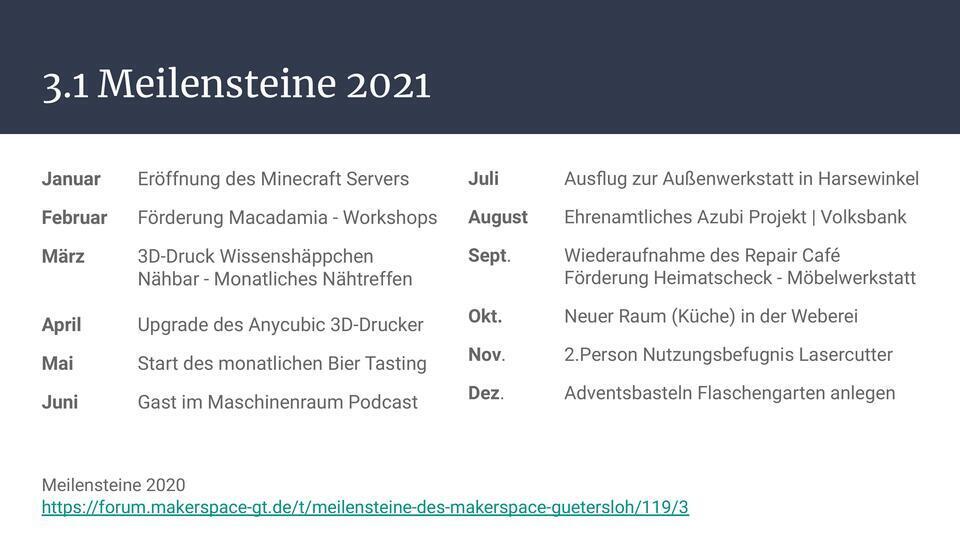 3.1 Meilensteine 2021
Januar Eröffnung des Minecraft Servers
Februar Förderung Macadamia - Workshops
März 3D-Druck Wissenshäppchen
Nähbar - Monatliches Nähtreffen
April Upgrade des Anycubic 3D-Drucker
Mai Start des monatlichen Bier Tasting
Juni Gast im Maschinenraum Podcast
Juli Ausflug zur Außenwerkstatt in Harsewinkel
August Ehrenamtliches Azubi Projekt | Volksbank
Sept. Wiederaufnahme des Repair Café
Förderung Heimatscheck - Möbelwerkstatt
Okt. Neuer Raum (Küche) in der Weberei
Nov. 2.Person Nutzungsbefugnis Lasercutter
Dez. Adventsbasteln Flaschengarten anlegen
Meilensteine 2020
https://forum.makerspace-gt.de/t/meilensteine-des-makerspace-guetersloh/119/3